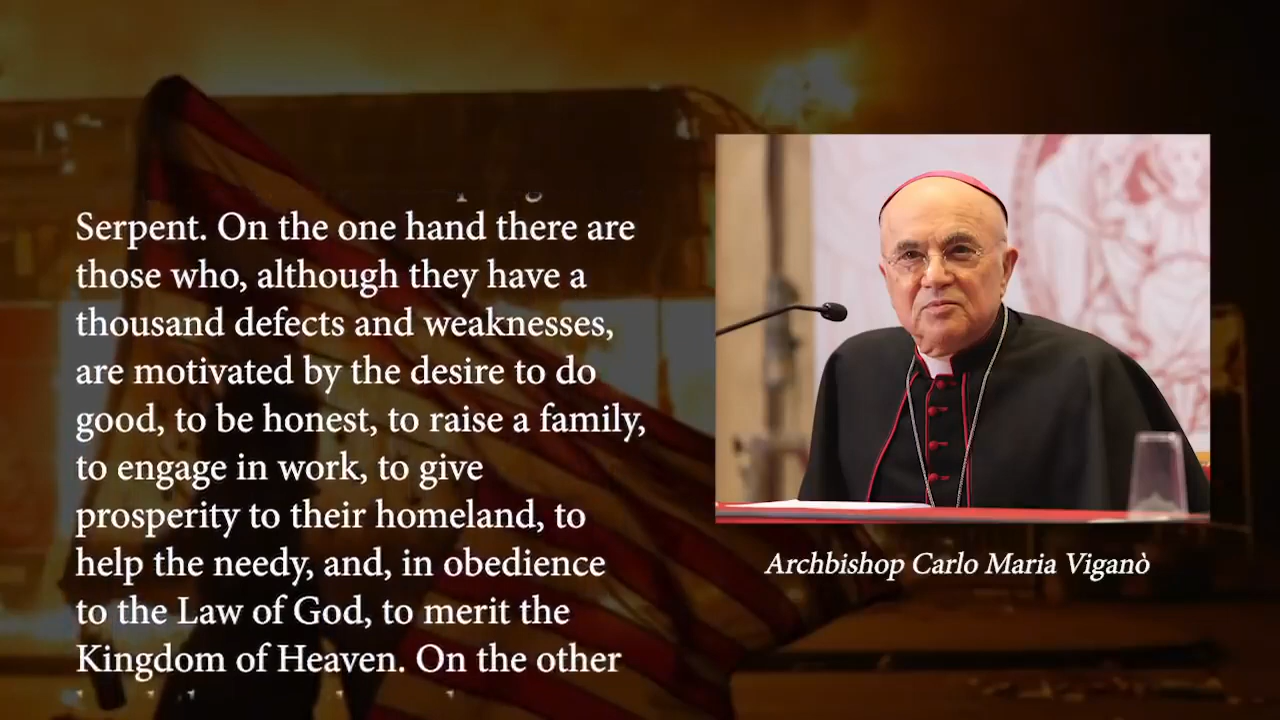 Serpent. On the one hand there are
those who, although they have a
thousand defects and weaknesses,
are motivated by the desire to do
good, to be honest, to raise a family,
to engage in work, to give
prosperity to their homeland, to
help the needy, and, in obedience
to the Law of God, to merit the
Kingdom of Heaven. On the other
Archbishop Carlo Maria Viganò